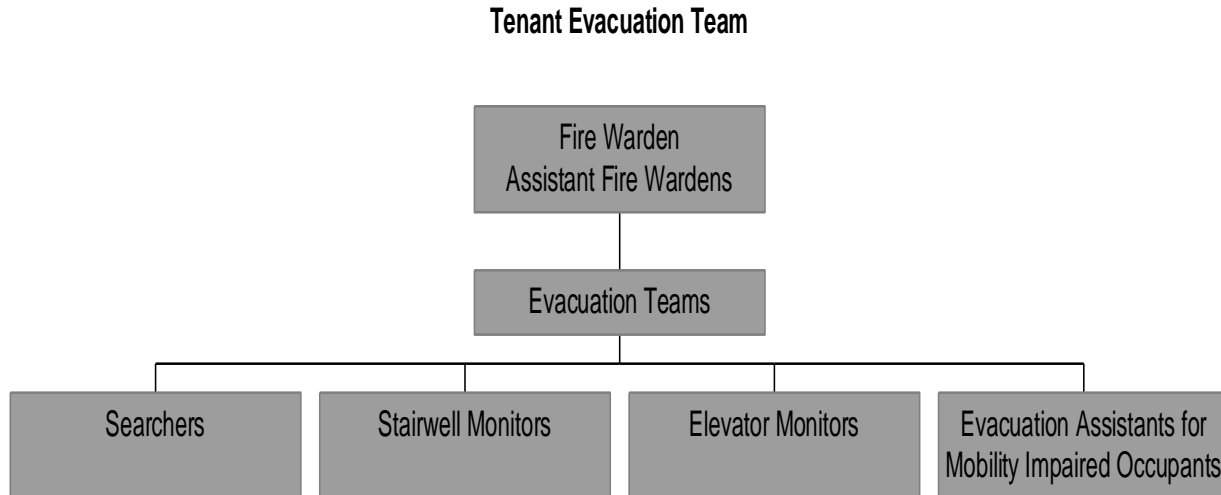 Tenant Evacuation Team
Fire Warden
Assistant Fire Wardens
Evacuation Teams
Searchers
Stairwell Monitors
Elevator Monitors
Evacuation Assistants for
Mobility Impaired Occupants